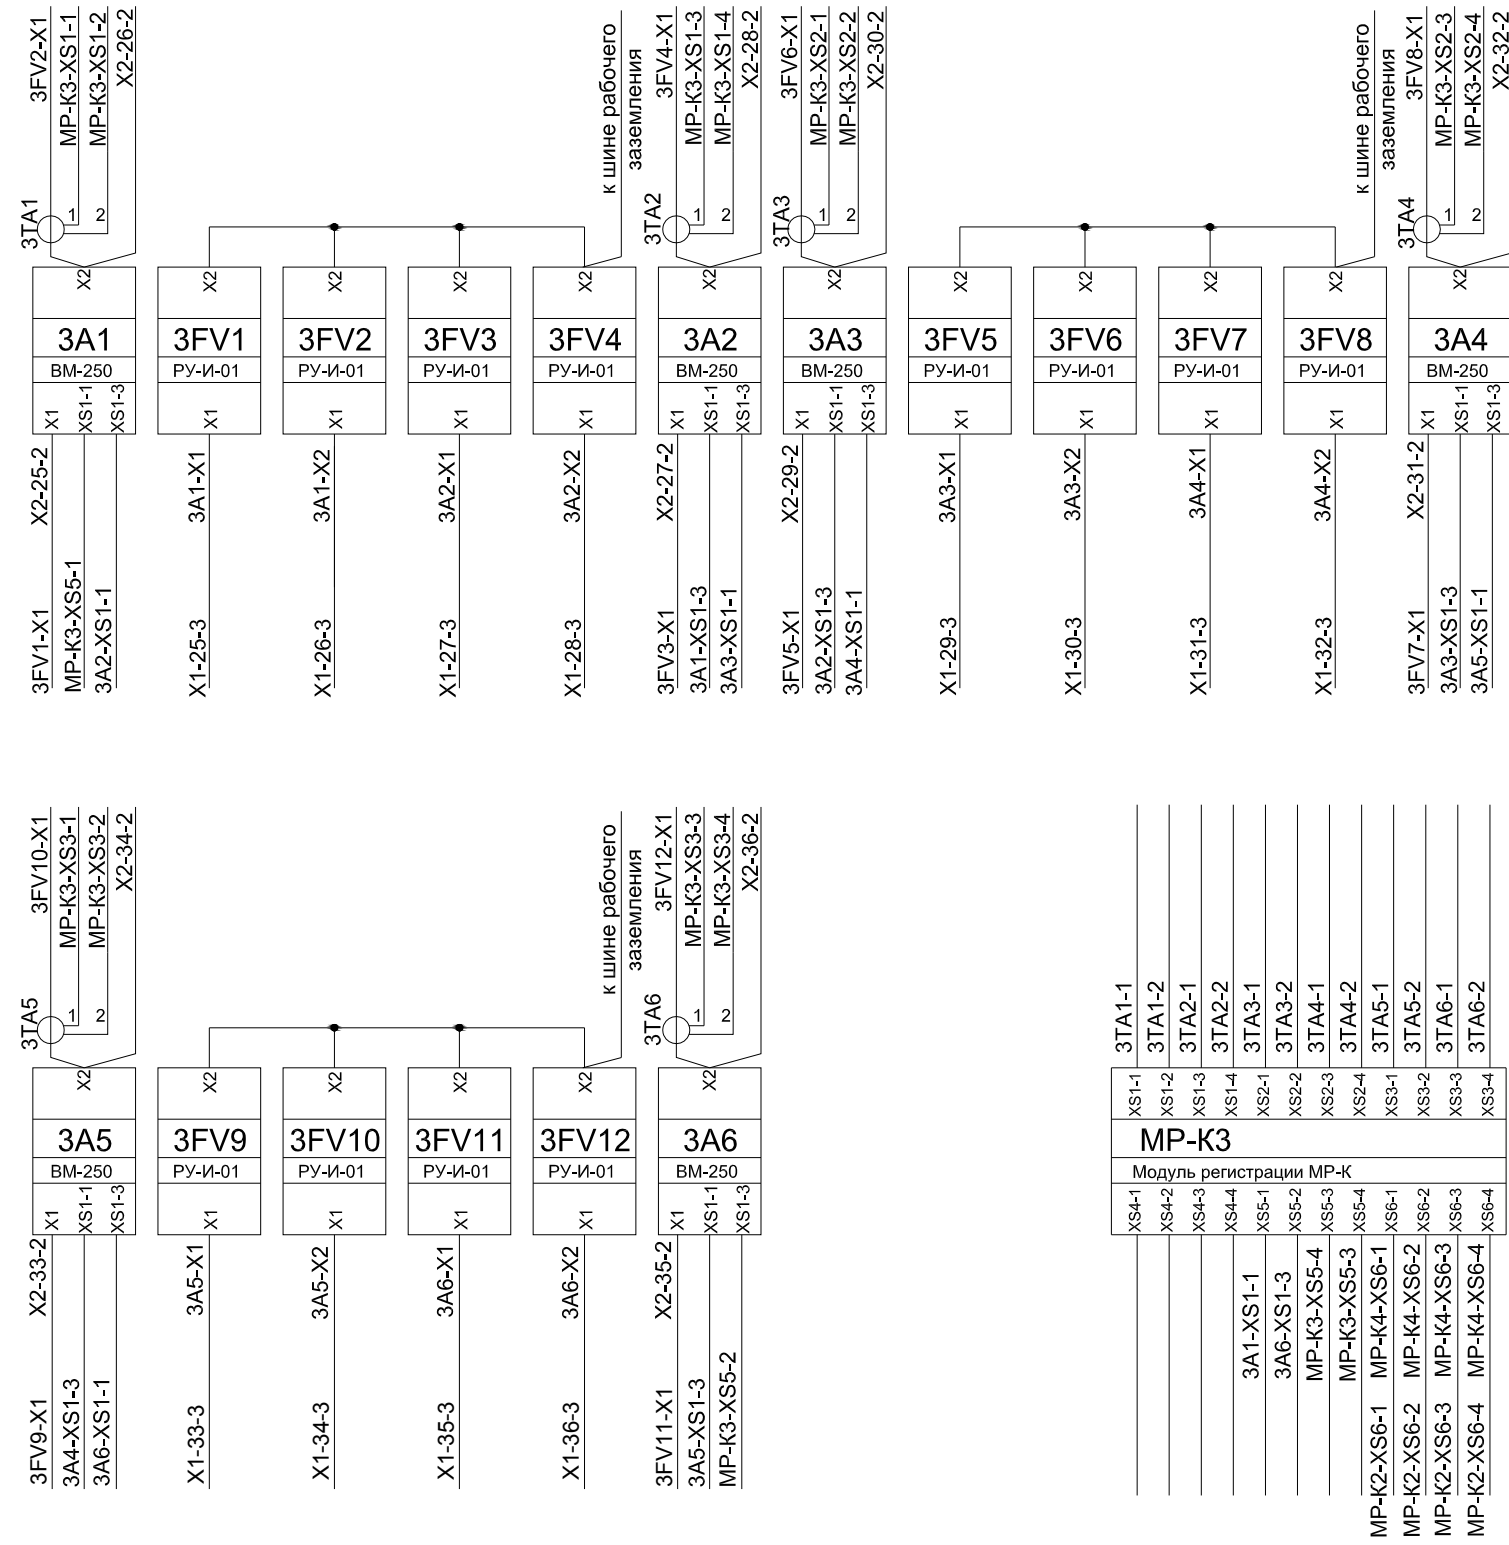 3FV2-X1
МР-К3-XS1-1
МР-К3-XS1-2
X2-26-2
к шине рабочего
заземления
3FV4-X1
МР-К3-XS1-3
МР-К3-XS1-4
X2-28-2
3FV6-X1
МР-К3-XS2-1
МР-К3-XS2-2
X2-30-2
к шине рабочего
заземления
3FV8-X1
МР-К3-XS2-3
МР-К3-XS2-4
X2-32-2
3TA1
1
2
3TA2
1
2
3TA3
1
2
3TA4
1
2
X2
X2
X2
X2
X2
X2
X2
X2
X2
X2
X2
X2
3A1
3FV1
3FV2
3FV3
3FV4
3A2
3A3
3FV5
3FV6
3FV7
3FV8
3A4
ВМ-250
РУ-И-01
РУ-И-01
РУ-И-01
РУ-И-01
ВМ-250
ВМ-250
РУ-И-01
РУ-И-01
РУ-И-01
РУ-И-01
ВМ-250
X1
XS1-1
XS1-3
X1
X1
X1
X1
X1
XS1-1
XS1-3
X1
XS1-1
XS1-3
X1
X1
X1
X1
X1
XS1-1
XS1-3
X2-25-2
3A1-X1
3A1-X2
3A2-X1
3A2-X2
X2-27-2
X2-29-2
3A3-X1
3A3-X2
3A4-X1
3A4-X2
X2-31-2
3FV1-X1
МР-К3-XS5-1
3A2-XS1-1
X1-25-3
X1-26-3
X1-27-3
X1-28-3
3FV3-X1
3A1-XS1-3
3A3-XS1-1
3FV5-X1
3A2-XS1-3
3A4-XS1-1
X1-29-3
X1-30-3
X1-31-3
X1-32-3
3FV7-X1
3A3-XS1-3
3A5-XS1-1
3FV10-X1
МР-К3-XS3-1
МР-К3-XS3-2
X2-34-2
к шине рабочего
заземления
3FV12-X1
МР-К3-XS3-3
МР-К3-XS3-4
X2-36-2
3TA5
1
2
3TA6
1
2
3TA1-1
3TA1-2
3TA2-1
3TA2-2
3TA3-1
3TA3-2
3TA4-1
3TA4-2
3TA5-1
3TA5-2
3TA6-1
3TA6-2
X2
X2
X2
X2
X2
X2
XS1-1
XS1-2
XS1-3
XS1-4
XS2-1
XS2-2
XS2-3
XS2-4
XS3-1
XS3-2
XS3-3
XS3-4
3A5
3FV9
3FV10
3FV11
3FV12
3A6
МР-К3
ВМ-250
РУ-И-01
РУ-И-01
РУ-И-01
РУ-И-01
ВМ-250
Модуль регистрации МР-К
X1
XS1-1
XS1-3
X1
X1
X1
X1
X1
XS1-1
XS1-3
XS4-1
XS4-2
XS4-3
XS4-4
XS5-1
XS5-2
XS5-3
XS5-4
XS6-1
XS6-2
XS6-3
XS6-4
X2-33-2
3A5-X1
3A5-X2
3A6-X1
3A6-X2
X2-35-2
3A1-XS1-1
3A6-XS1-3
МР-К3-XS5-4
МР-К3-XS5-3
МР-К4-XS6-1
МР-К4-XS6-2
МР-К4-XS6-3
МР-К4-XS6-4
3FV9-X1
3A4-XS1-3
3A6-XS1-1
X1-33-3
X1-34-3
X1-35-3
X1-36-3
3FV11-X1
3A5-XS1-3
МР-К3-XS5-2
МР-К2-XS6-1
МР-К2-XS6-2
МР-К2-XS6-3
МР-К2-XS6-4